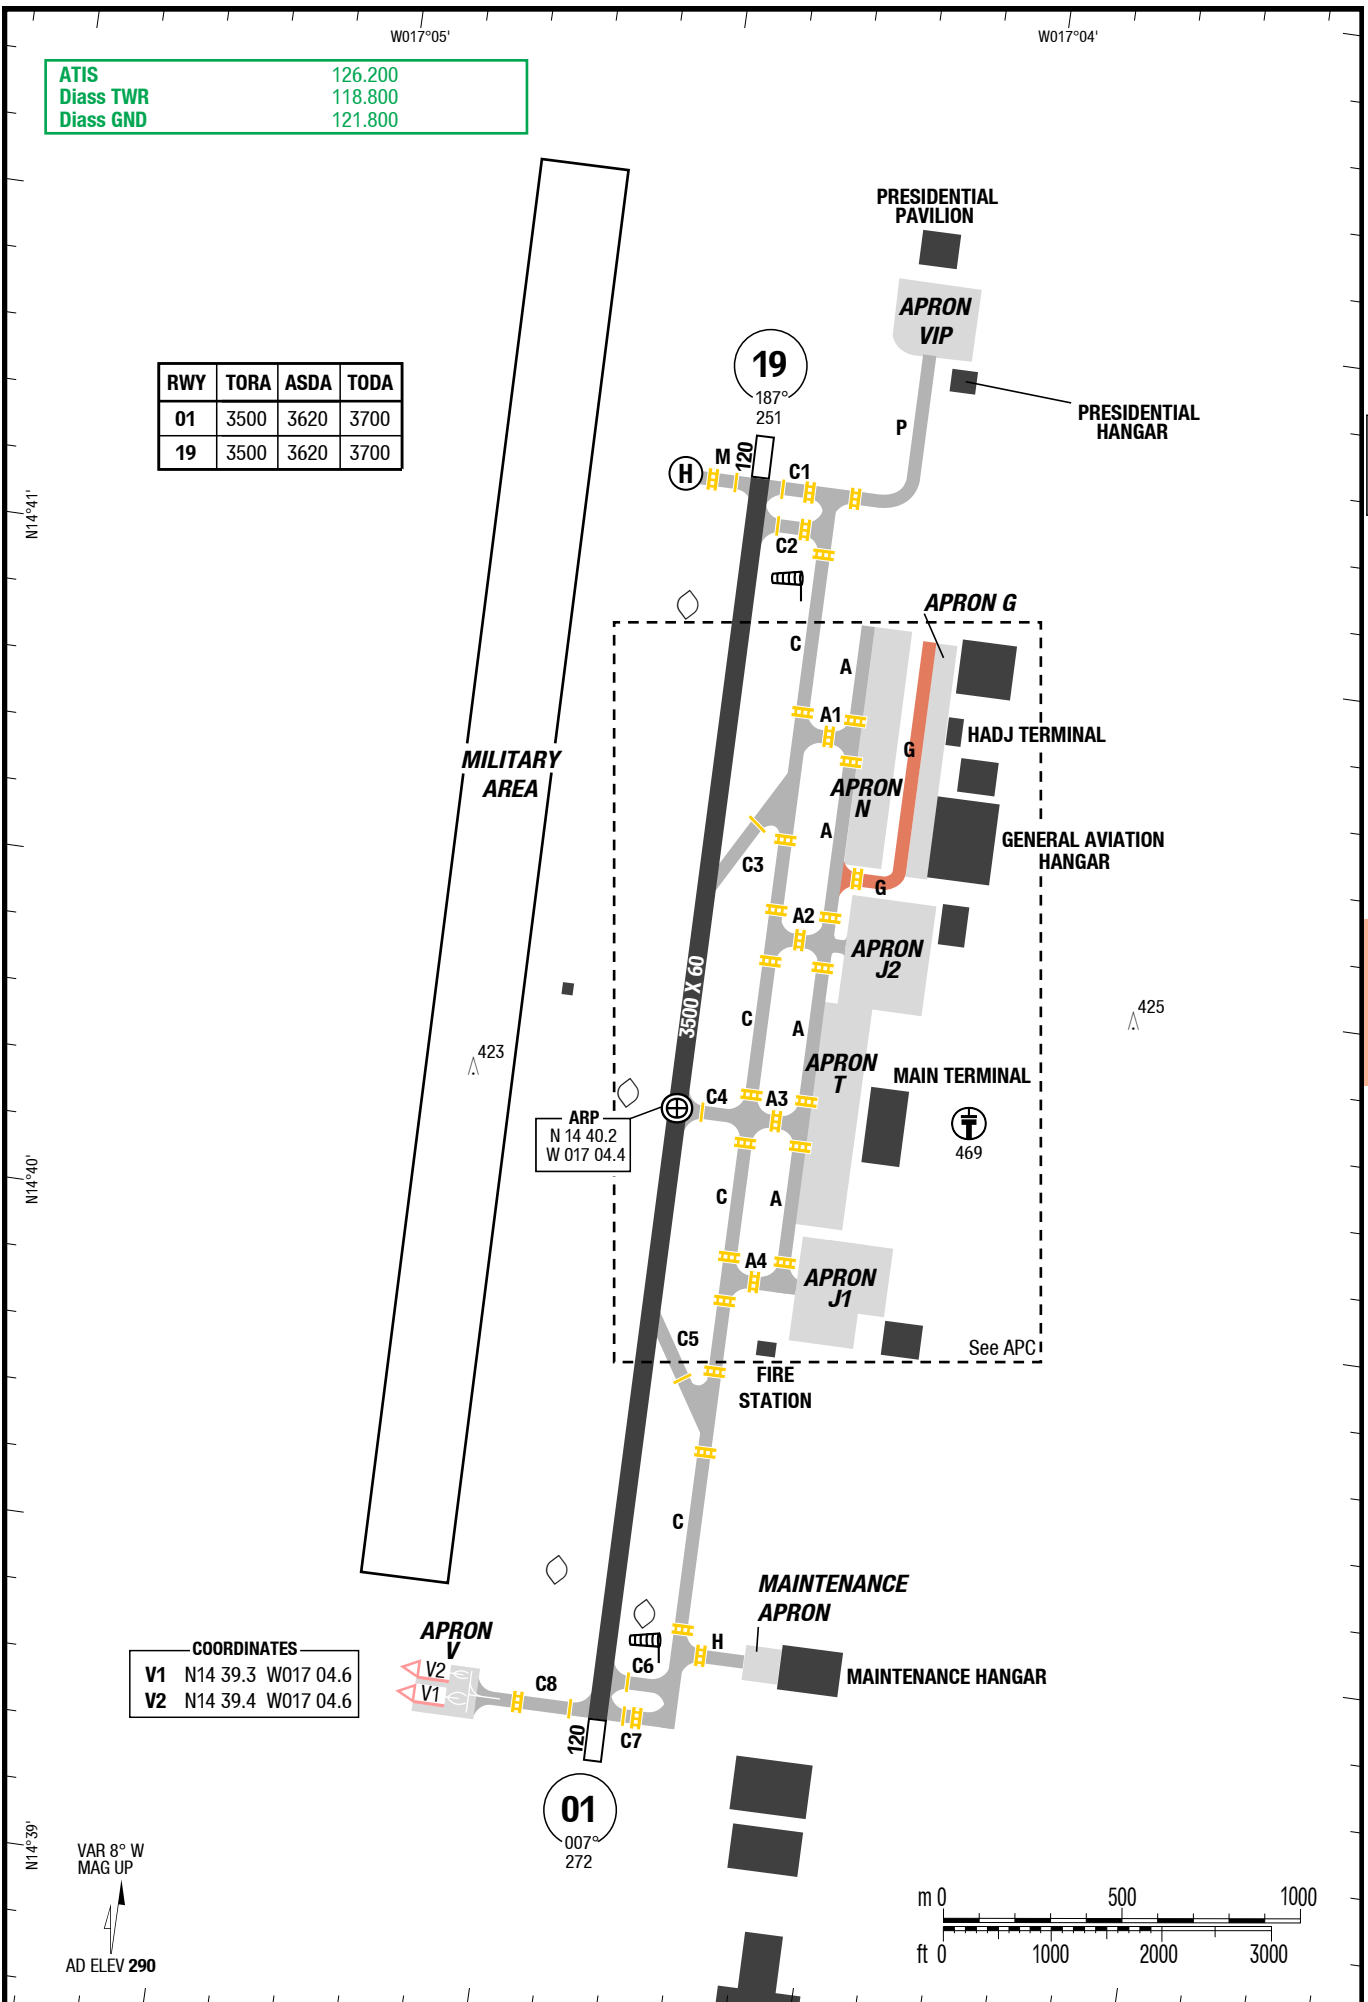 W017°05'
W017°04'
ATIS 126.200
Diass TWR 118.800
Diass GND 121.800
PRESIDENTIAL
PAVILION
APRON
VIP
19
187°
251
RWY TORA ASDA TODA
01 3500 3620 3700
19 3500 3620 3700
PRESIDENTIAL
HANGAR
P
M
120
C1
H
N14°41'
C2
APRON G
C
A
A1
HADJ TERMINAL
G
MILITARY
AREA
APRON
N
A
GENERAL AVIATION
HANGAR
C3
G
A2
APRON
J2
3500 X 60
425
C
A
423
APRON
T
MAIN TERMINAL
C4
A3
ARP
N 14 40.2
W 017 04.4
469
N14°40'
C
A
A4
APRON
J1
C5
See APC
FIRE
STATION
C
MAINTENANCE
APRON
APRON
V
H
COORDINATES
V1 N14 39.3 W017 04.6
V2 N14 39.4 W017 04.6
V2
V1
C6
C8
MAINTENANCE HANGAR
120
C7
01
007°
272
N14°39'
VAR 8° W
MAG UP
AD ELEV 290
m 0 500 1000
ft 0 1000 2000 3000